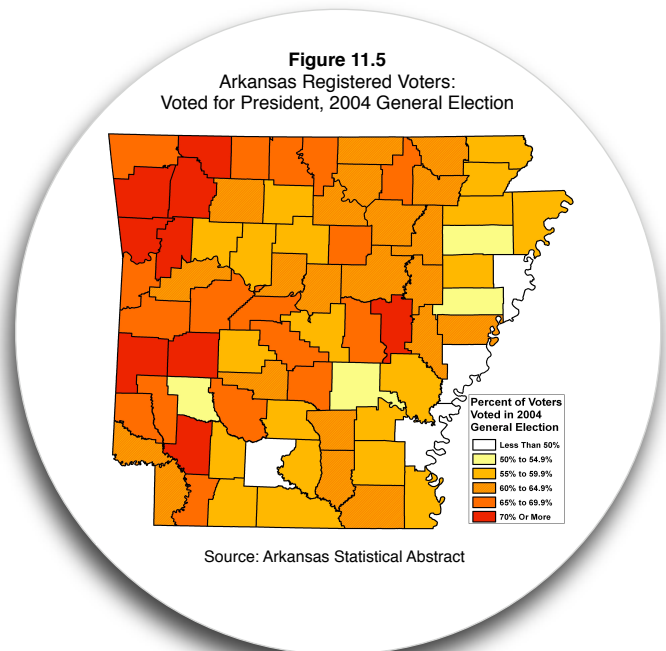 Figure 11.5
Arkansas Registered Voters:
Voted for President, 2004 General Election
Percent of Voters
Voted in 2004
General Election
Less Than 50%
50% to 54.9%
55% to 59.9%
60% to 64.9%
65% to 69.9%
70% Or More
Source: Arkansas Statistical Abstract